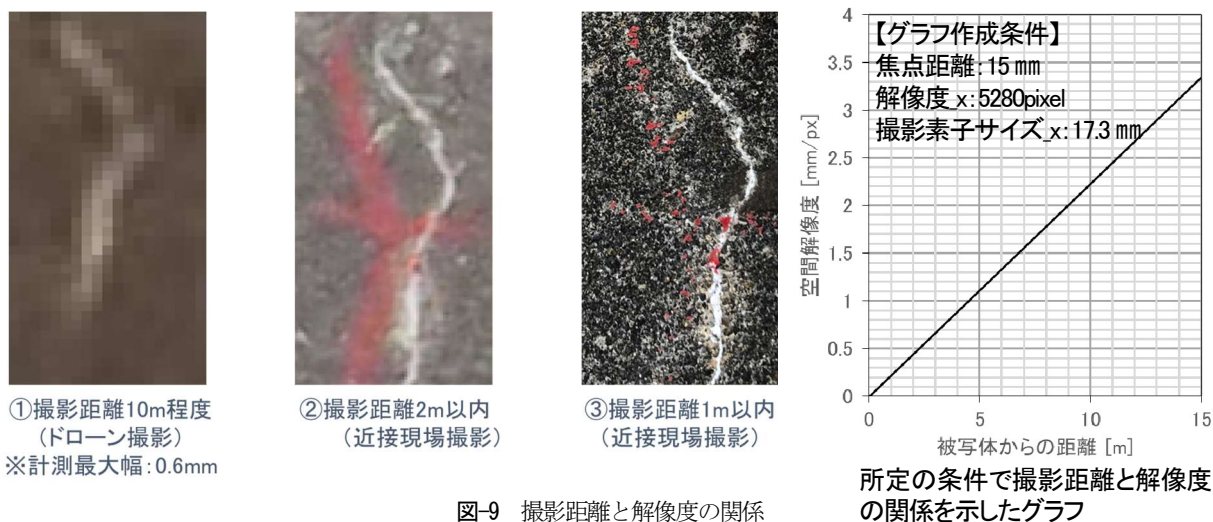 ①撮影距離10m程度
（ドローン撮影）
※計測最大幅：0.6mm
②撮影距離2m以内
（近接現場撮影）
③撮影距離1m以内
（近接現場撮影）
【グラフ作成条件】
焦点距離：15㎜
解像度_x：5280pixel
撮影素子サイズ_x：17.3㎜
空間解像度 [mm/px]
4
3.5
3
2.5
2
1.5
1
0.5
0
0 5 10 15
被写体からの距離 [m]
所定の条件で撮影距離と解像度
の関係を示したグラフ
図-9 撮影距離と解像度の関係